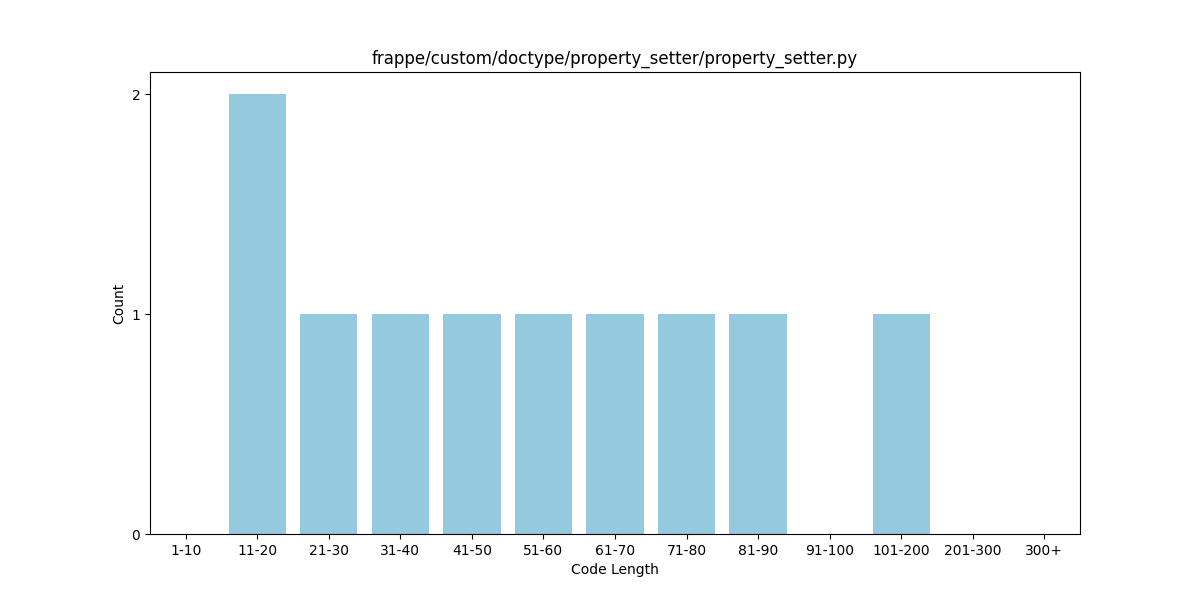 frappe/custom/doctype/property_setter/property_setter.py
2
1
0
Count
1-10 11-20 21-30 31-40 41-50 51-60 61-70 71-80 81-90 91-100 101-200 201-300 300+
Code Length